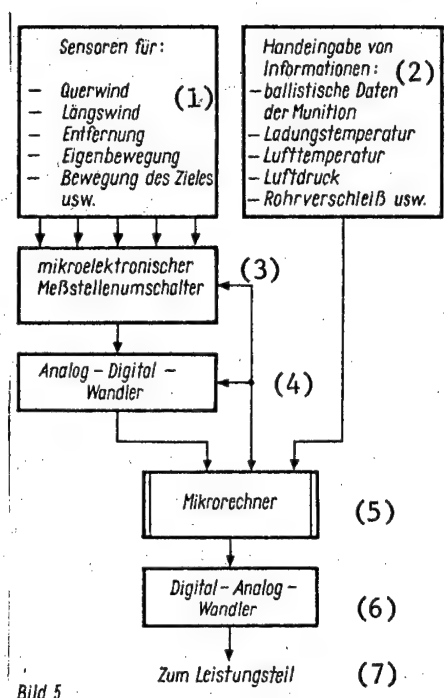 Sensoren für:
(1)
– Querwind
– Längswind
– Entfernung
– Eigenbewegung
– Bewegung des Zieles
usw.
Handeingabe von
Informationen: (2)
– ballistische Daten
der Munition
– Ladungstemperatur
– Lufttemperatur
– Luftdruck
– Rohrverschleiß usw.
mikroelektronischer
Meßstellenumschalter
(3)
Analog – Digital –
Wandler
(4)
Mikrorechner
(5)
Digital – Analog –
Wandler
(6)
Zum Leistungsteil (7)
Bild 5